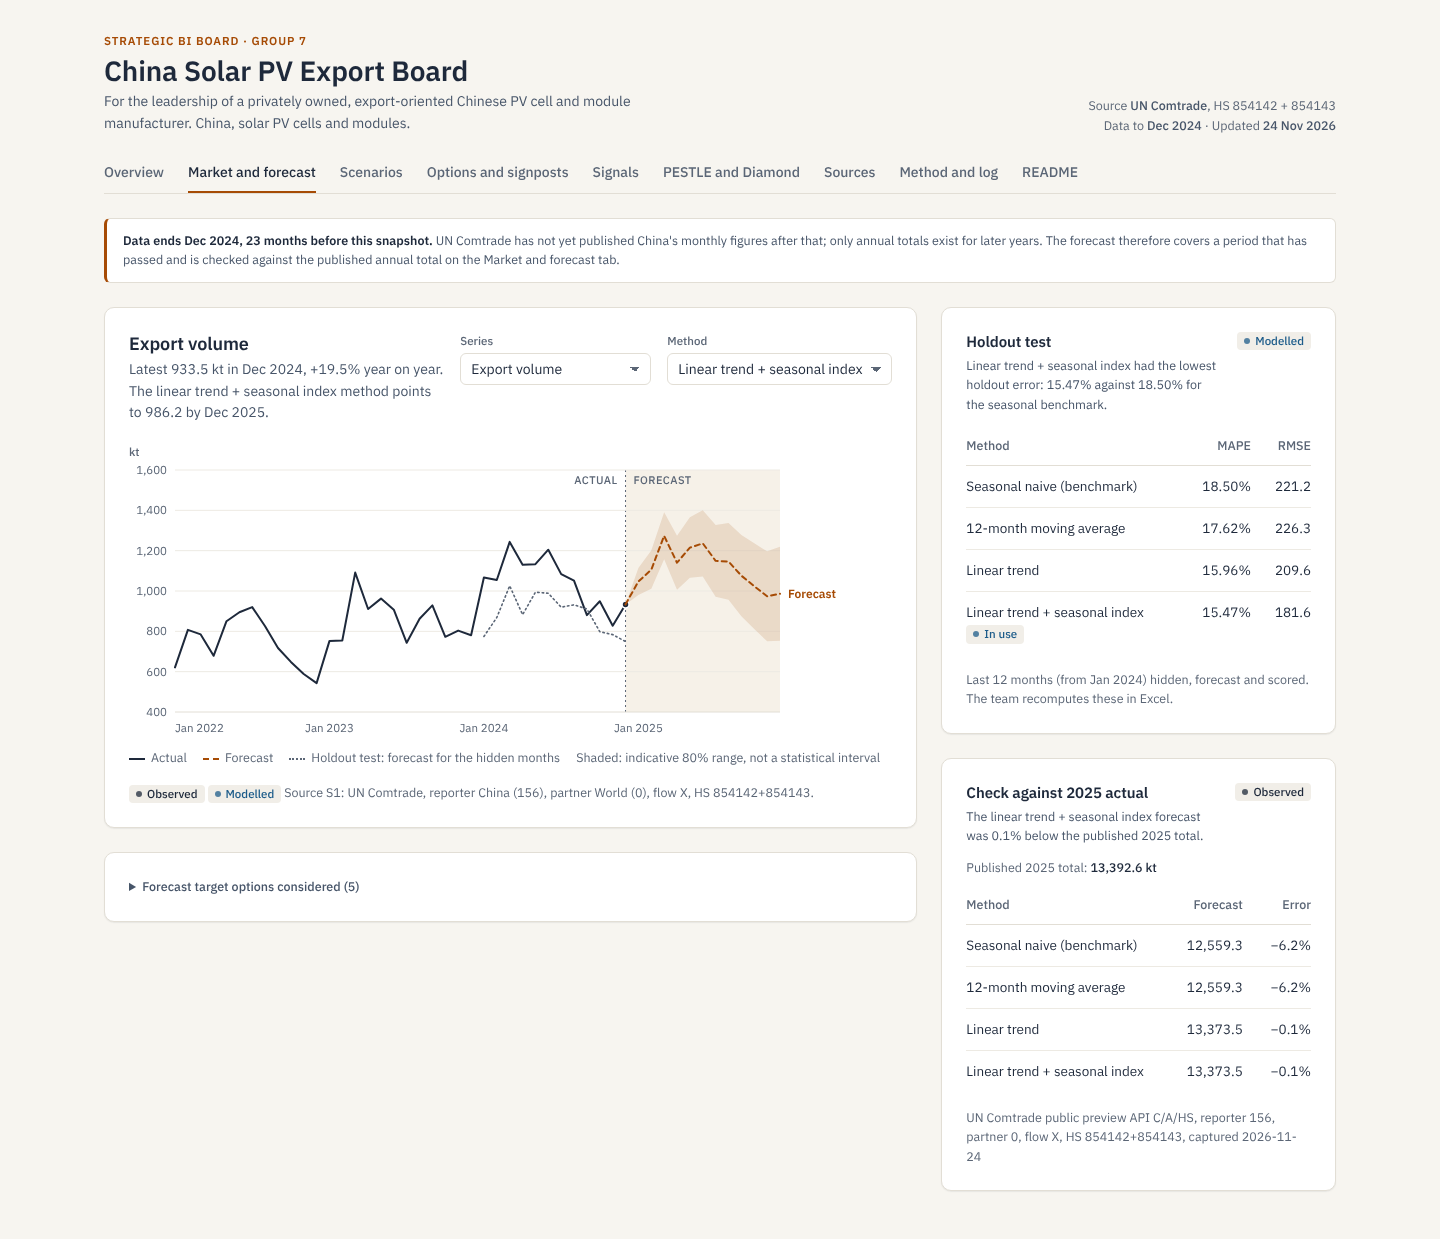 STRATEGIC BI BOARD · GROUP 7
China Solar PV Export Board
For the leadership of a privately owned, export-oriented Chinese PV cell and module
manufacturer. China, solar PV cells and modules.
Source UN Comtrade, HS 854142 + 854143
Data to Dec 2024 · Updated 24 Nov 2026
Overview Market and forecast Scenarios Options and signposts Signals PESTLE and Diamond Sources Method and log README
Data ends Dec 2024, 23 months before this snapshot. UN Comtrade has not yet published China's monthly figures after that; only annual totals exist for later years. The forecast therefore covers a period that has
passed and is checked against the published annual total on the Market and forecast tab.
Export volume
Latest 933.5 kt in Dec 2024, +19.5% year on year.
The linear trend + seasonal index method points
to 986.2 by Dec 2025.
Series
Export volume
Method
Linear trend + seasonal index
kt
1,600
1,400
1,200
1,000
800
600
400
ACTUAL FORECAST
Forecast
Jan 2022 Jan 2023 Jan 2024 Jan 2025
Actual Forecast Holdout test: forecast for the hidden months Shaded: indicative 80% range, not a statistical interval
Observed Modelled Source S1: UN Comtrade, reporter China (156), partner World (0), flow X, HS 854142+854143.
Forecast target options considered (5)
Holdout test
Modelled
Linear trend + seasonal index had the lowest
holdout error: 15.47% against 18.50% for
the seasonal benchmark.
Method MAPE RMSE
Seasonal naive (benchmark) 18.50% 221.2
12-month moving average 17.62% 226.3
Linear trend 15.96% 209.6
Linear trend + seasonal index 15.47% 181.6
In use
Last 12 months (from Jan 2024) hidden, forecast and scored.
The team recomputes these in Excel.
Check against 2025 actual
Observed
The linear trend + seasonal index forecast
was 0.1% below the published 2025 total.
Published 2025 total: 13,392.6 kt
Method Forecast Error
Seasonal naive (benchmark) 12,559.3 −6.2%
12-month moving average 12,559.3 −6.2%
Linear trend 13,373.5 −0.1%
Linear trend + seasonal index 13,373.5 −0.1%
UN Comtrade public preview API C/A/HS, reporter 156,
partner 0, flow X, HS 854142+854143, captured 2026-11-
24